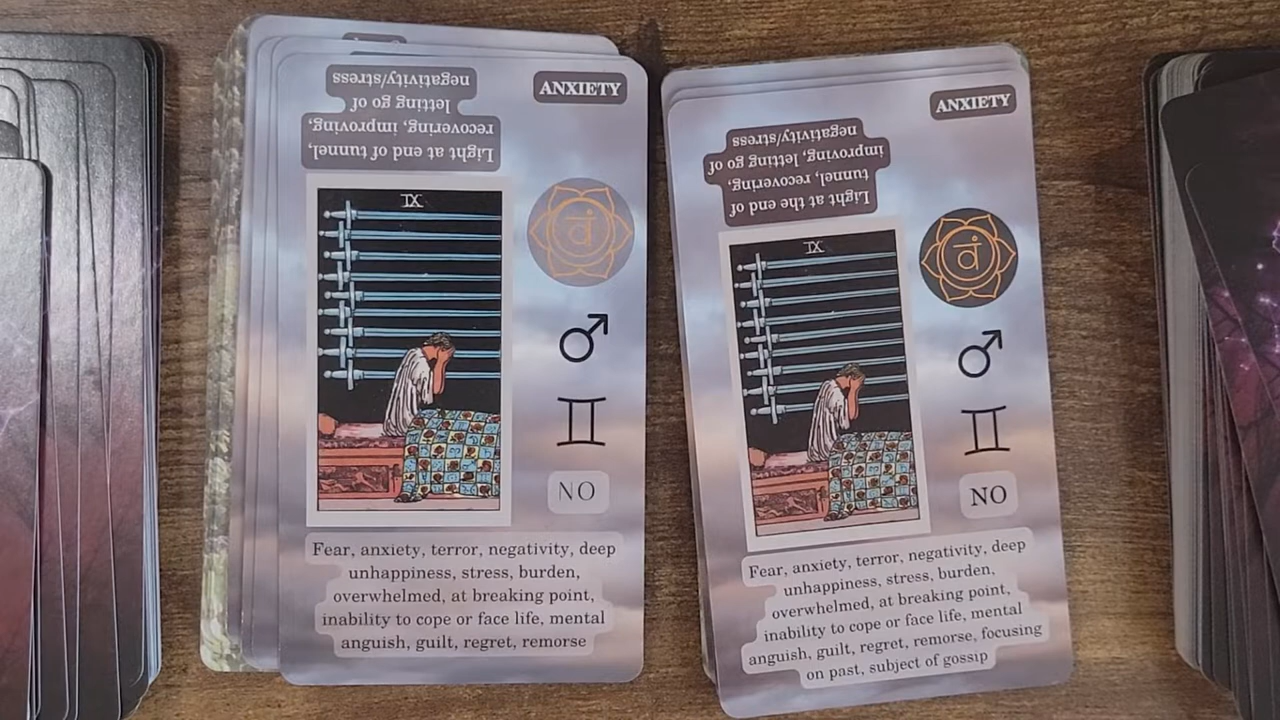 ANXIETY
Light at end of tunnel,
recovering, improving,
letting go of
negativity/stress
IX
वं
NO
Fear, anxiety, terror, negativity, deep
unhappiness, stress, burden,
overwhelmed, at breaking point,
inability to cope or face life, mental
anguish, guilt, regret, remorse
ANXIETY
Light at the end of
tunnel, recovering,
improving, letting go of
negativity/stress
IX
वं
NO
Fear, anxiety, terror, negativity, deep
unhappiness, stress, burden,
overwhelmed, at breaking point,
inability to cope or face life, mental
anguish, guilt, regret, remorse, focusing
on past, subject of gossip